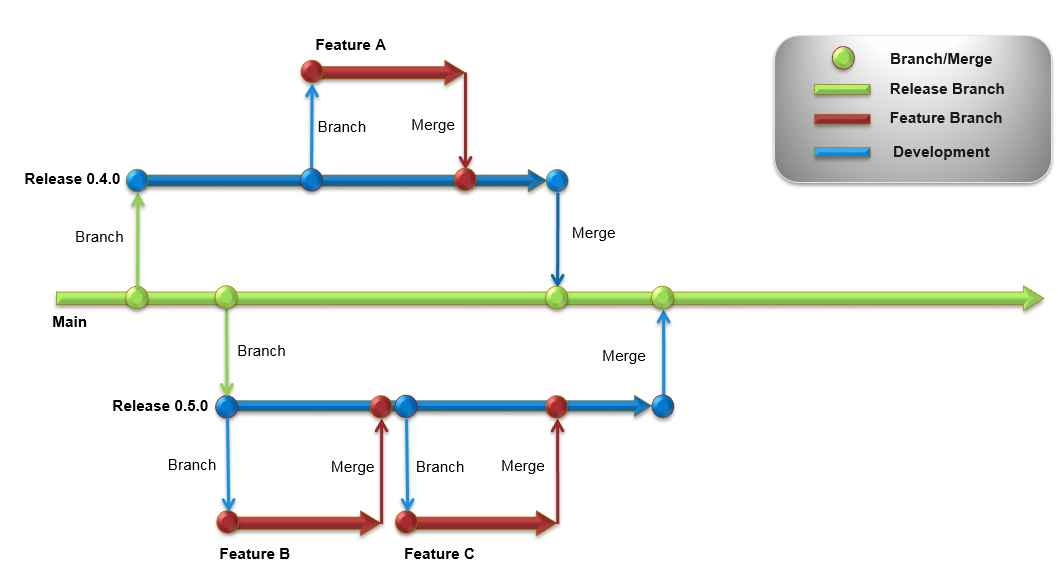 Feature A
Branch/Merge
Release Branch
Feature Branch
Development
Branch
Merge
Release 0.4.0
Branch
Merge
Main
Branch
Merge
Release 0.5.0
Branch
Merge
Branch
Merge
Feature B
Feature C